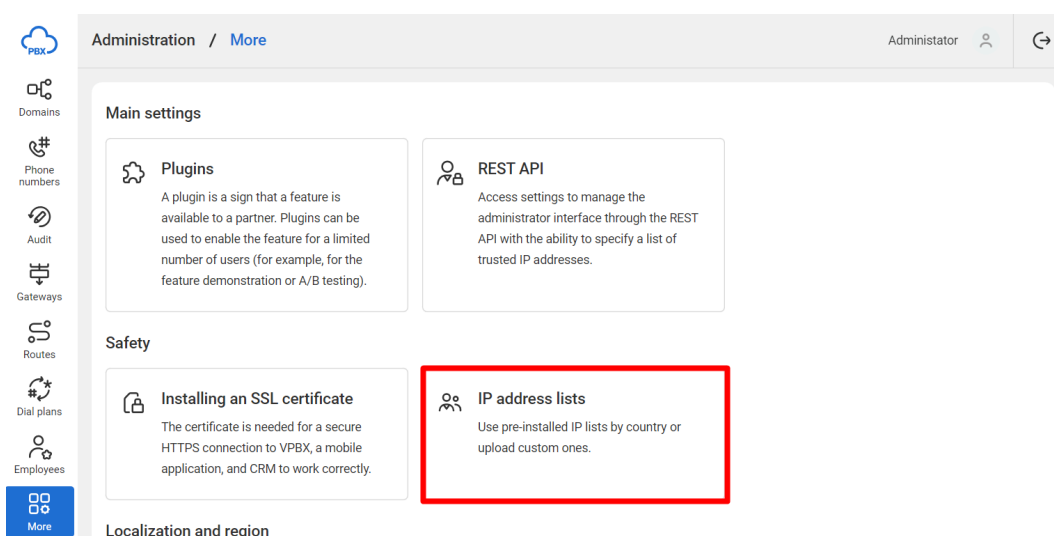 PBX
Administration / More
Administator
Domains
Phone
numbers
Audit
Gateways
Routes
Dial plans
Employees
More
Main settings
Plugins
A plugin is a sign that a feature is
available to a partner. Plugins can be
used to enable the feature for a limited
number of users (for example, for the
feature demonstration or A/B testing).
REST API
Access settings to manage the
administrator interface through the REST
API with the ability to specify a list of
trusted IP addresses.
Safety
Installing an SSL certificate
The certificate is needed for a secure
HTTPS connection to VPBX, a mobile
application, and CRM to work correctly.
IP address lists
Use pre-installed IP lists by country or
upload custom ones.
Localization and region